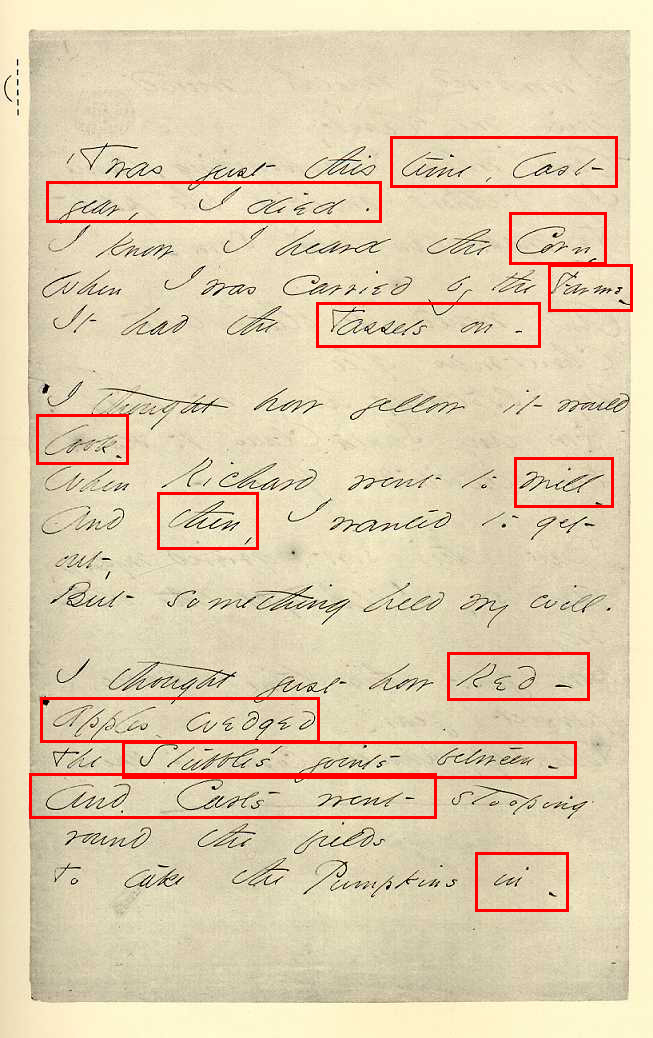 'Twas just this time, last
year, I died.
I know I heard the Corn,
When I was carried by the Farms -
It had the Tassels on -
I thought how yellow it would
look -
When Richard went to mill -
And then, I wanted to get
out,
But something held my will.
I thought just how Red -
Apples wedged
The Stubble's joints between -
And Carts went stooping
round the fields
To take the Pumpkins in -